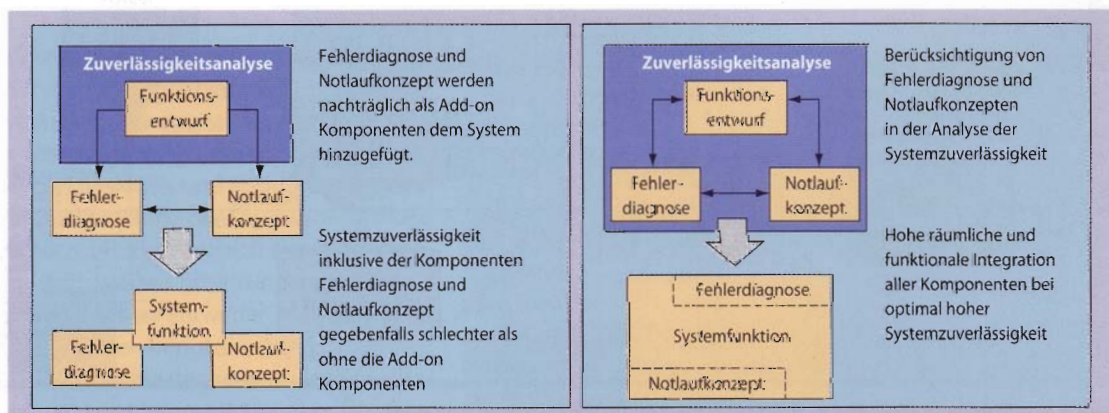 Zuverlässigkeitsanalyse
Funktions-
entwurf
Fehler-
diagnose
Notlauf-
konzept
System-
funktion
Fehler-
diagnose
Notlauf-
konzept
Fehlerdiagnose und
Notlaufkonzept werden
nachträglich als Add-on
Komponenten dem System
hinzugefügt.
Systemzuverlässigkeit
inklusive der Komponenten
Fehlerdiagnose und
Notlaufkonzept
gegebenfalls schlechter als
ohne die Add-on
Komponenten
Zuverlässigkeitsanalyse
Funktions-
entwurf
Fehler-
diagnose
Notlauf-
konzept
Fehlerdiagnose
Systemfunktion
Notlaufkonzept
Berücksichtigung von
Fehlerdiagnose und
Notlaufkonzepten
in der Analyse der
Systemzuverlässigkeit
Hohe räumliche und
funktionale Integration
aller Komponenten bei
optimal hoher
Systemzuverlässigkeit